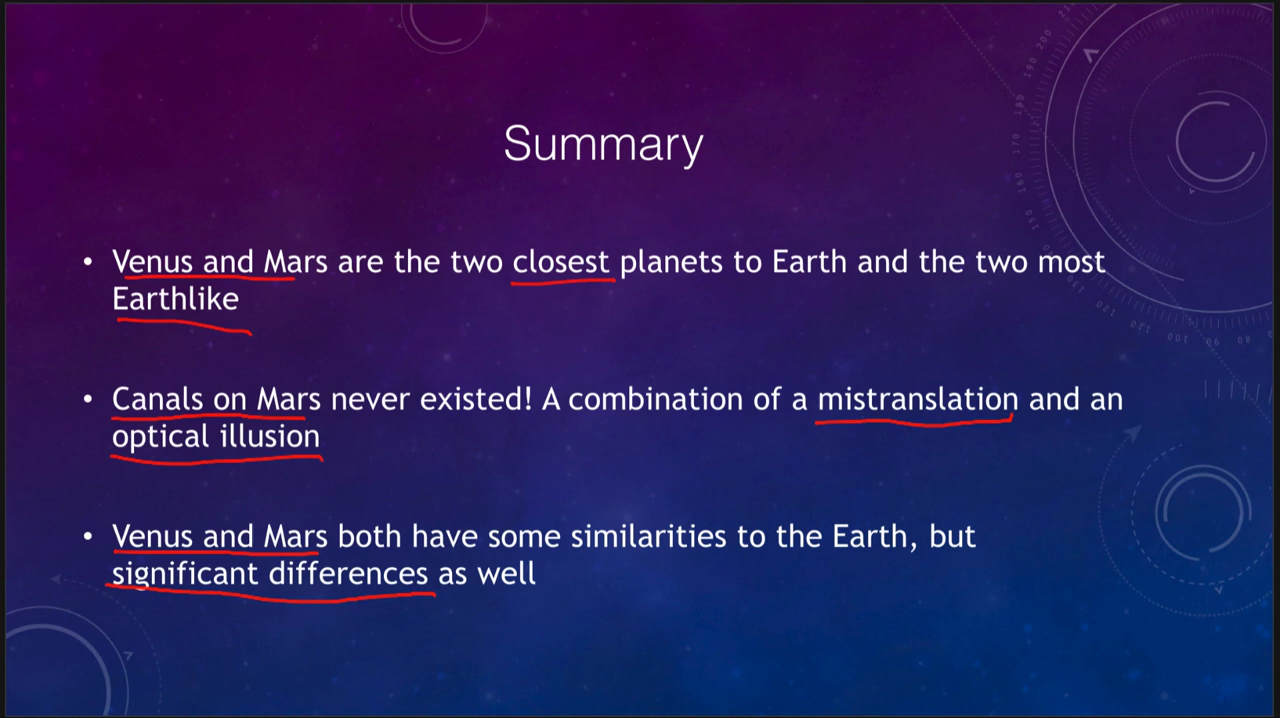 Summary
• Venus and Mars are the two closest planets to Earth and the two most
Earthlike
• Canals on Mars never existed! A combination of a mistranslation and an
optical illusion
• Venus and Mars both have some similarities to the Earth, but
significant differences as well